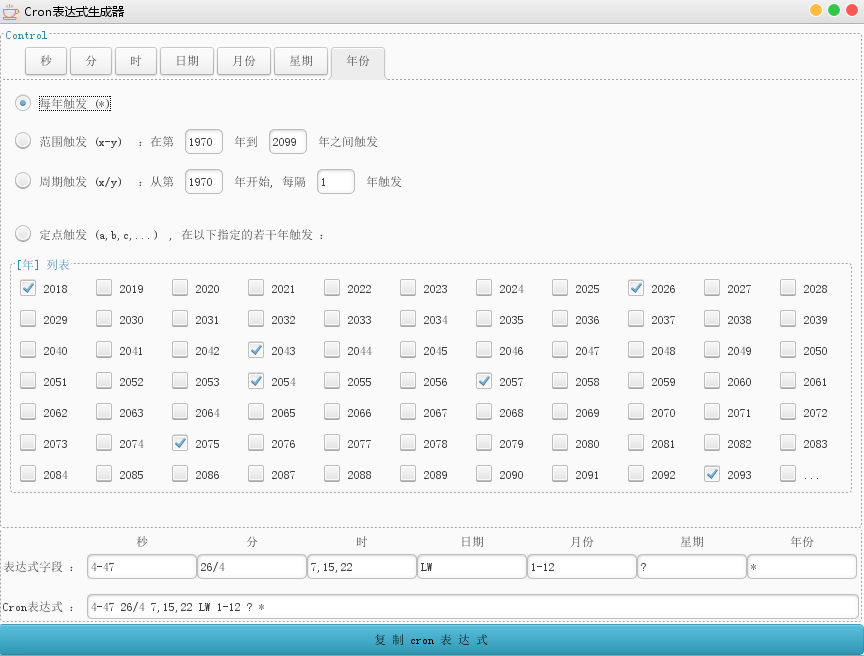 Cron表达式生成器
Control
秒 分 时 日期 月份 星期 年份
每年触发 (*)
范围触发 (x-y) : 在第 1970 年到 2099 年之间触发
周期触发 (x/y) : 从第 1970 年开始, 每隔 1 年触发
定点触发 (a,b,c,...) , 在以下指定的若干年触发 :
[年] 列表
2018 2019 2020 2021 2022 2023 2024 2025 2026 2027 2028
2029 2030 2031 2032 2033 2034 2035 2036 2037 2038 2039
2040 2041 2042 2043 2044 2045 2046 2047 2048 2049 2050
2051 2052 2053 2054 2055 2056 2057 2058 2059 2060 2061
2062 2063 2064 2065 2066 2067 2068 2069 2070 2071 2072
2073 2074 2075 2076 2077 2078 2079 2080 2081 2082 2083
2084 2085 2086 2087 2088 2089 2090 2091 2092 2093 ...
秒 分 时 日期 月份 星期 年份
表达式字段 : 4-47 26/4 7,15,22 LW 1-12 ? *
Cron表达式 : 4-47 26/4 7,15,22 LW 1-12 ? *
复 制 cron 表 达 式